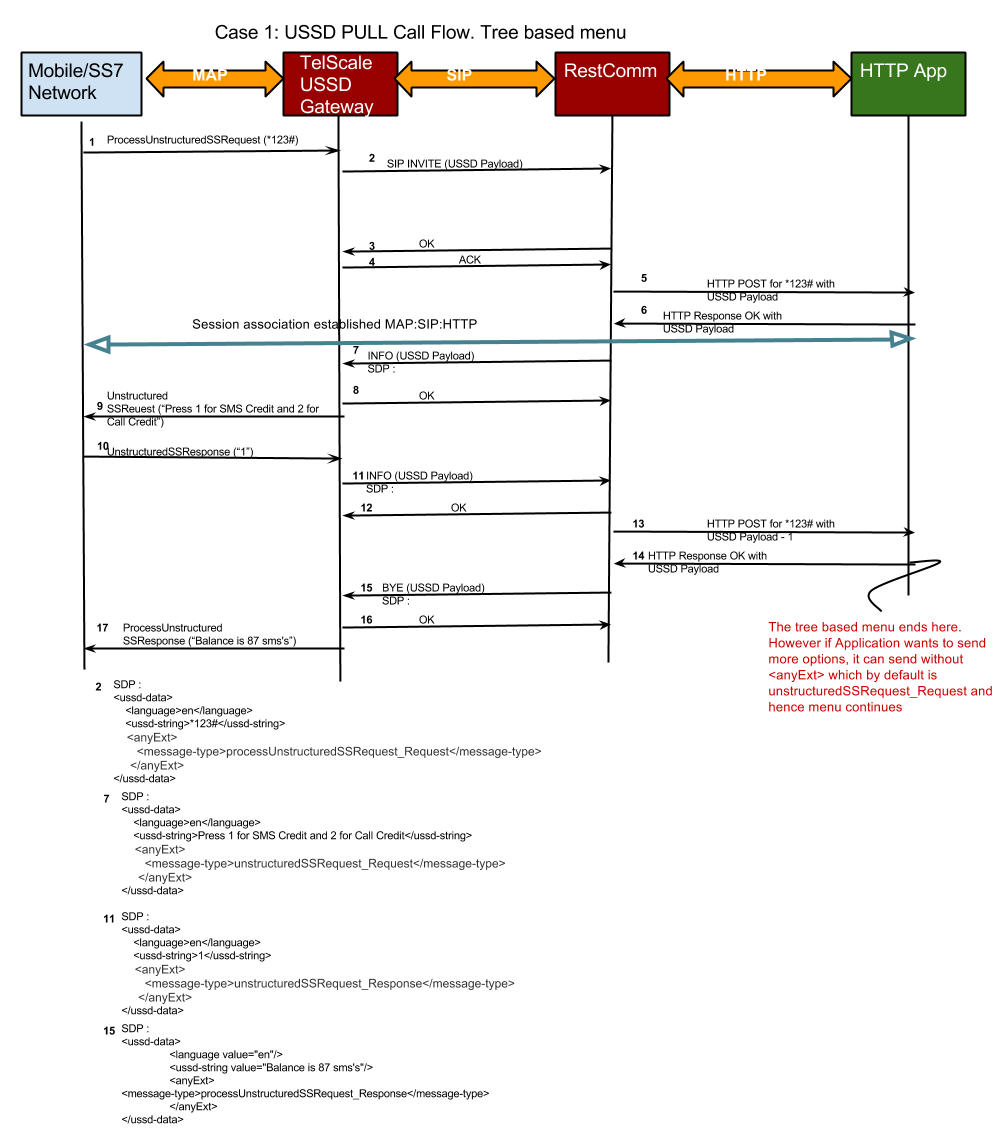 Case 1: USSD PULL Call Flow. Tree based menu
Mobile/SS7
Network
MAP
TelScale
USSD
Gateway
SIP
RestComm
HTTP
HTTP App
1 ProcessUnstructuredSSRequest (*123#)
2 SIP INVITE (USSD Payload)
3 OK
4 ACK
5 HTTP POST for *123# with
USSD Payload
6 HTTP Response OK with
USSD Payload
Session association established MAP:SIP:HTTP
7 INFO (USSD Payload)
SDP :
8 OK
Unstructured
9 SSReuest (“Press 1 for SMS Credit and 2 for
Call Credit”)
10 UnstructuredSSResponse (“1”)
11 INFO (USSD Payload)
SDP :
12 OK
13 HTTP POST for *123# with
USSD Payload - 1
14 HTTP Response OK with
USSD Payload
15 BYE (USSD Payload)
SDP :
16 OK
17 ProcessUnstructured
SSResponse (“Balance is 87 sms's”)
The tree based menu ends here.
However if Application wants to send
more options, it can send without
<anyExt> which by default is
unstructuredSSRequest_Request and
hence menu continues
2 SDP :
<ussd-data>
<language>en</language>
<ussd-string>*123#</ussd-string>
<anyExt>
<message-type>processUnstructuredSSRequest_Request</message-type>
</anyExt>
</ussd-data>
7 SDP :
<ussd-data>
<language>en</language>
<ussd-string>Press 1 for SMS Credit and 2 for Call Credit</ussd-string>
<anyExt>
<message-type>unstructuredSSRequest_Request</message-type>
</anyExt>
</ussd-data>
11 SDP :
<ussd-data>
<language>en</language>
<ussd-string>1</ussd-string>
<anyExt>
<message-type>unstructuredSSRequest_Response</message-type>
</anyExt>
</ussd-data>
15 SDP :
<ussd-data>
<language value="en"/>
<ussd-string value="Balance is 87 sms's"/>
<anyExt>
<message-type>processUnstructuredSSRequest_Response</message-type>
</anyExt>
</ussd-data>